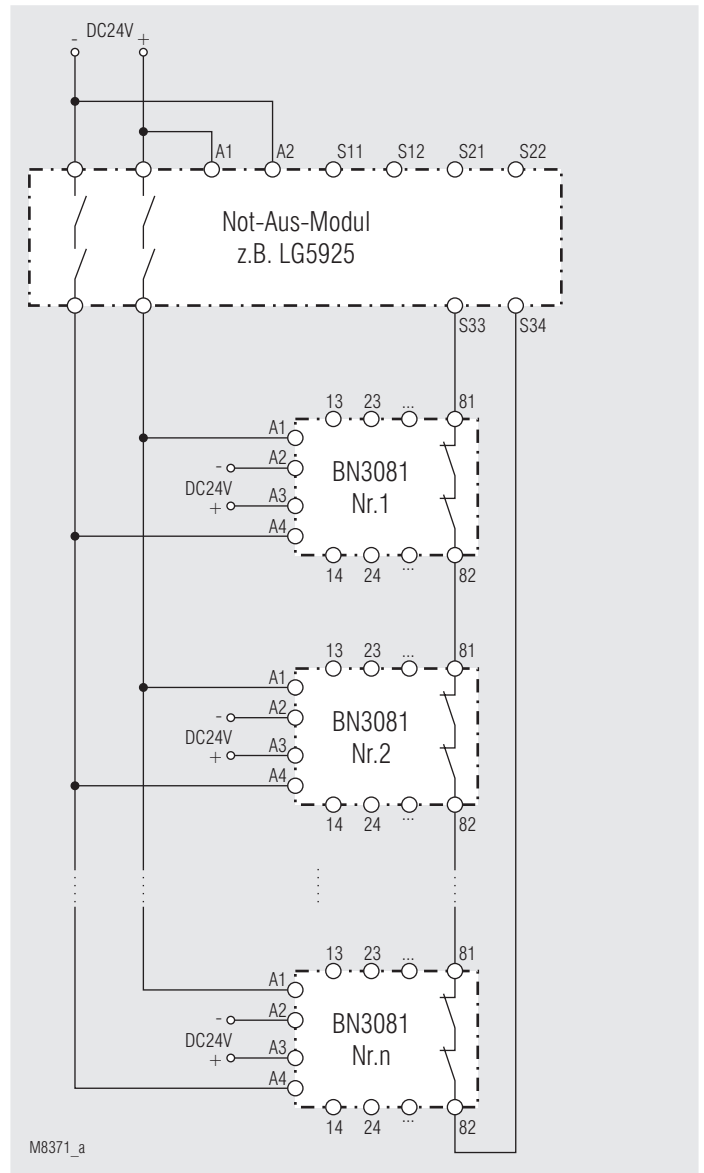 - DC24V +
A1 A2 S11 S12 S21 S22
Not-Aus-Modul
z.B. LG5925
S33 S34
13 23 ... 81
A1
A2 -
DC24V
A3 +
A4
BN3081
Nr.1
14 24 ... 82
13 23 ... 81
A1
A2 -
DC24V
A3 +
A4
BN3081
Nr.2
14 24 ... 82
13 23 ... 81
A1
A2 -
DC24V
A3 +
A4
BN3081
Nr.n
14 24 ... 82
M8371_a